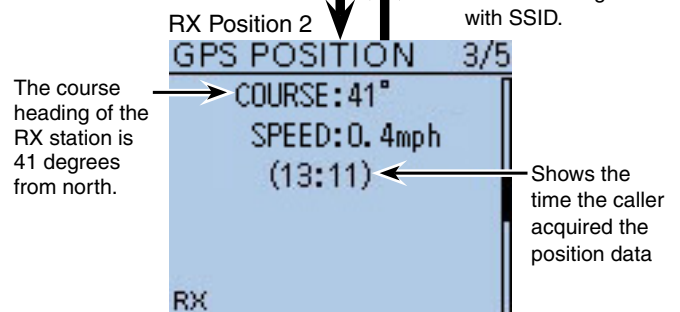 with SSID.
RX Position 2
GPS POSITION 3/5
COURSE:41°
SPEED:0.4mph
(13:11)
RX
The course
heading of the
RX station is
41 degrees
from north.
Shows the
time the caller
acquired the
position data